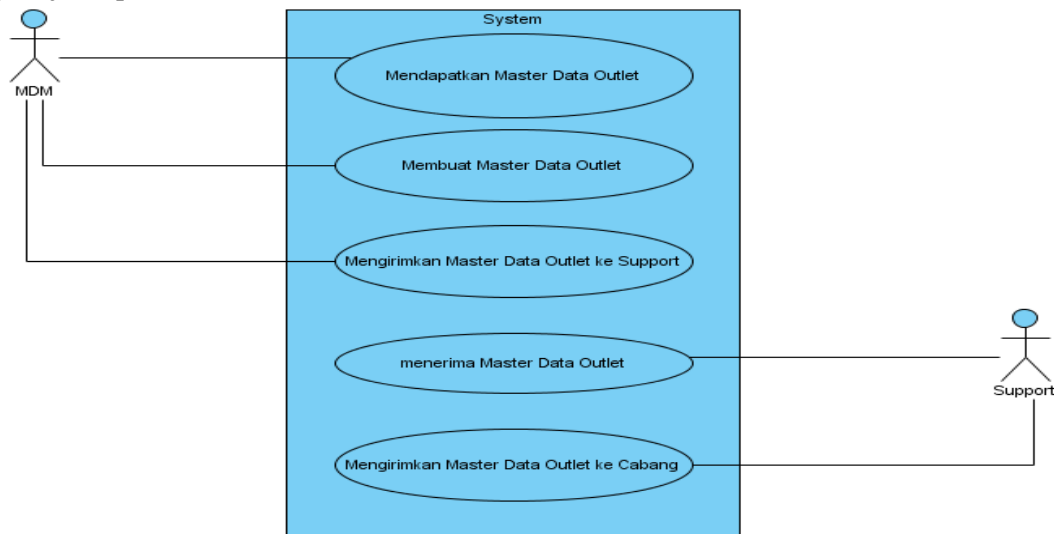 System
Mendapatkan Master Data Outlet
MDM
Membuat Master Data Outlet
Mengirimkan Master Data Outlet ke Support
menerima Master Data Outlet
Support
Mengirimkan Master Data Outlet ke Cabang